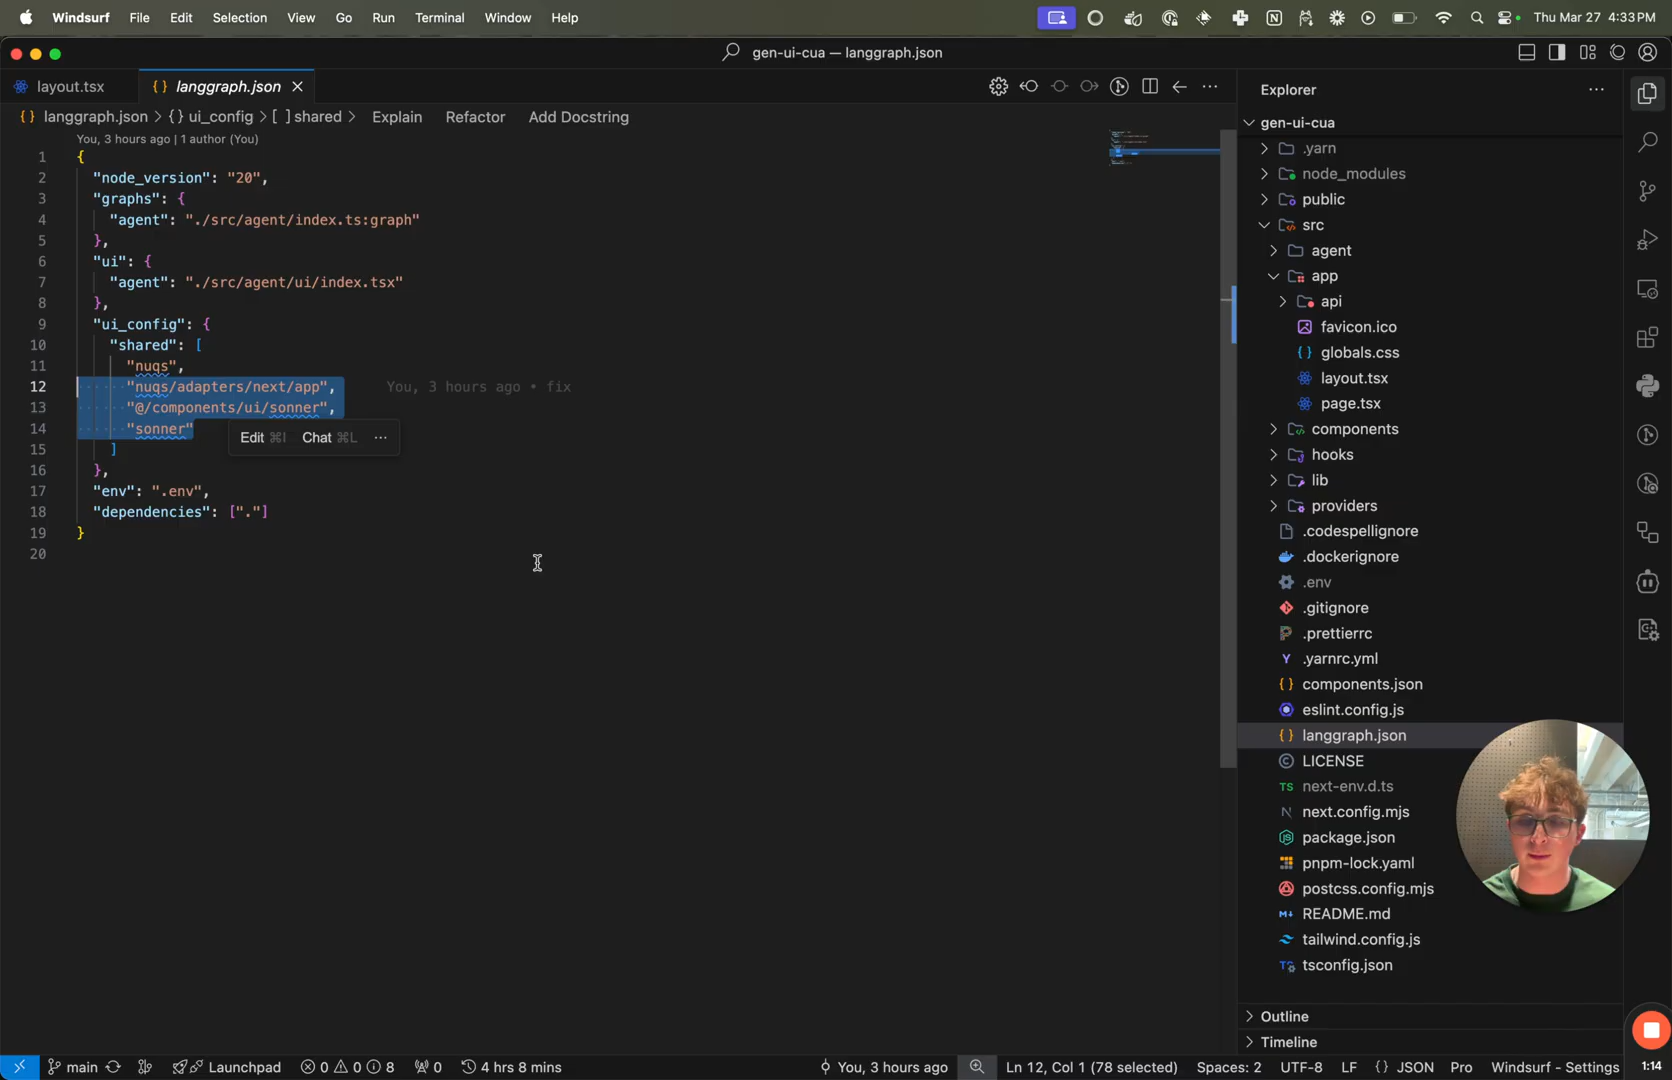 Windsurf File Edit Selection View Go Run Terminal Window Help Thu Mar 27 4:33 PM
gen-ui-cua — langgraph.json
layout.tsx {} langgraph.json
{} langgraph.json > {} ui_config > [ ] shared > Explain Refactor Add Docstring
You, 3 hours ago | 1 author (You)
1 {
2 "node_version": "20",
3 "graphs": {
4 "agent": "./src/agent/index.ts:graph"
5 },
6 "ui": {
7 "agent": "./src/agent/ui/index.tsx"
8 },
9 "ui_config": {
10 "shared": [
11 "nuqs",
12 "nuqs/adapters/next/app", You, 3 hours ago • fix
13 "@/components/ui/sonner",
14 "sonner"
Edit ⌘I Chat ⌘L ···
15 ]
16 },
17 "env": ".env",
18 "dependencies": ["."]
19 }
20
Explorer
gen-ui-cua
.yarn
node_modules
public
src
agent
app
api
favicon.ico
globals.css
layout.tsx
page.tsx
components
hooks
lib
providers
.codespellignore
.dockerignore
.env
.gitignore
.prettierrc
.yarnrc.yml
components.json
eslint.config.js
langgraph.json
LICENSE
next-env.d.ts
next.config.mjs
package.json
pnpm-lock.yaml
postcss.config.mjs
README.md
tailwind.config.js
tsconfig.json
Outline
Timeline
main Launchpad 0 0 8 0 4 hrs 8 mins You, 3 hours ago Ln 12, Col 1 (78 selected) Spaces: 2 UTF-8 LF {} JSON Pro Windsurf - Settings 1:14